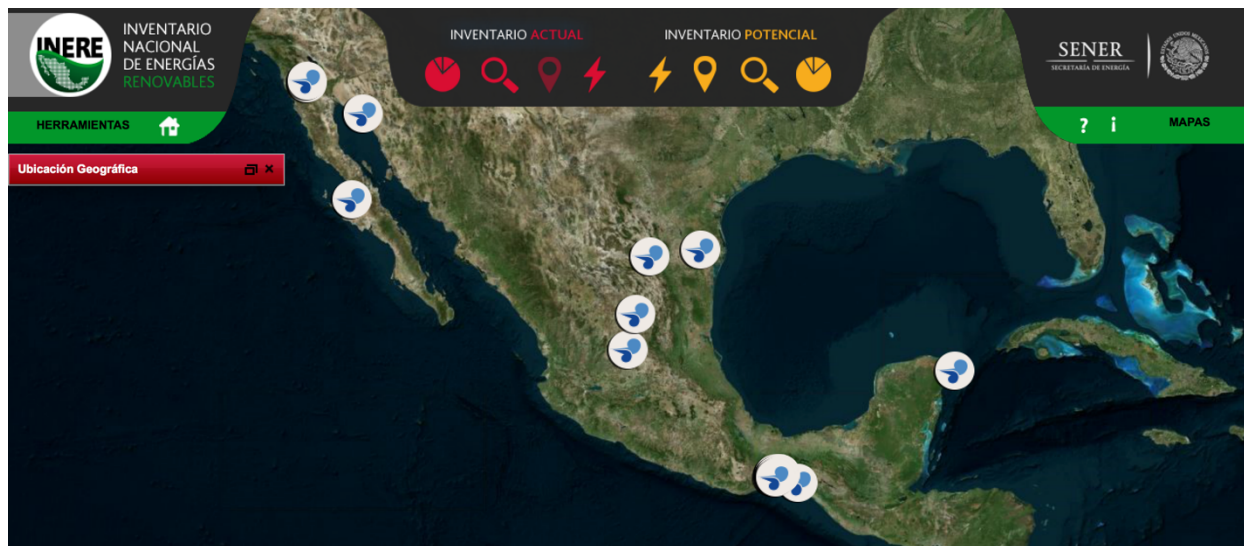 INERE
INVENTARIO
NACIONAL
DE ENERGÍAS
RENOVABLES
INVENTARIO ACTUAL
INVENTARIO POTENCIAL
SENER
SECRETARÍA DE ENERGÍA
HERRAMIENTAS
? i
MAPAS
Ubicación Geográfica